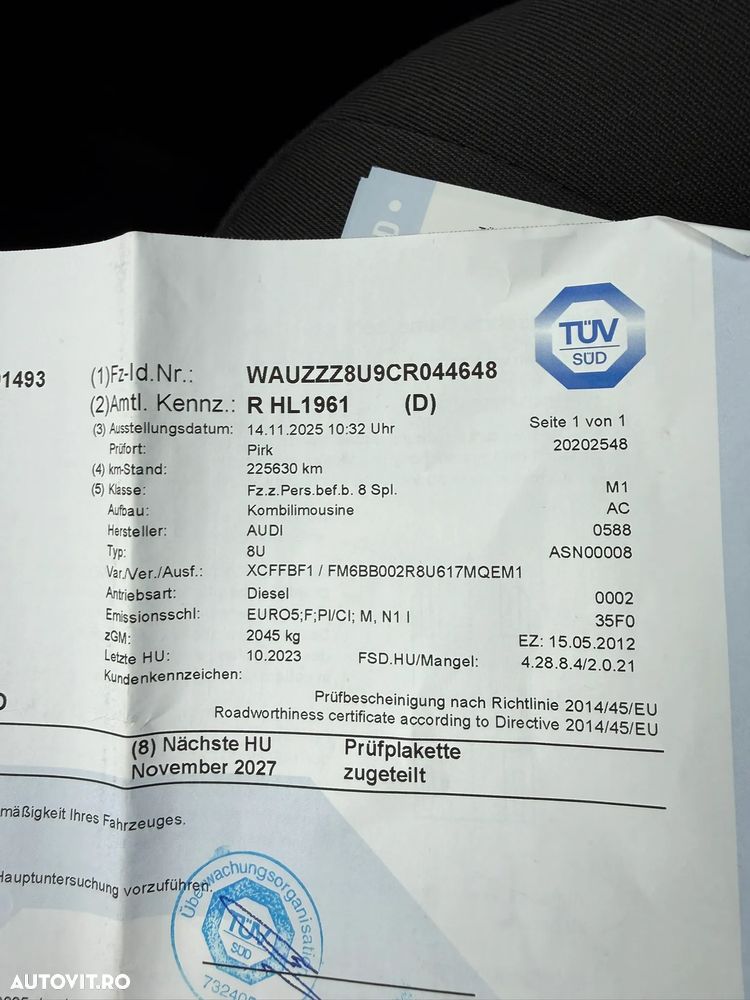 TÜV
SÜD
1493
(1)Fz-Id.Nr.: WAUZZZ8U9CR044648
(2)Amtl. Kennz.: R HL1961 (D)
(3) Ausstellungsdatum: 14.11.2025 10:32 Uhr Seite 1 von 1
Prüfort: Pirk 20202548
(4) km-Stand: 225630 km
(5) Klasse: Fz.z.Pers.bef.b. 8 Spl. M1
Aufbau: Kombilimousine AC
Hersteller: AUDI 0588
Typ: 8U ASN00008
Var./Ver./Ausf.: XCFFBF1 / FM6BB002R8U617MQEM1
Antriebsart: Diesel 0002
Emissionsschl: EURO5;F;PI/CI; M, N1 I 35F0
zGM: 2045 kg EZ: 15.05.2012
Letzte HU: 10.2023 FSD.HU/Mangel: 4.28.8.4/2.0.21
Kundenkennzeichen:
Prüfbescheinigung nach Richtlinie 2014/45/EU
Roadworthiness certificate according to Directive 2014/45/EU
(8) Nächste HU Prüfplakette
November 2027 zugeteilt
mäßigkeit Ihres Fahrzeuges.
Hauptuntersuchung vorzuführen.
Überwachungsorganisati
TÜV
SÜD
AUTOVIT.RO